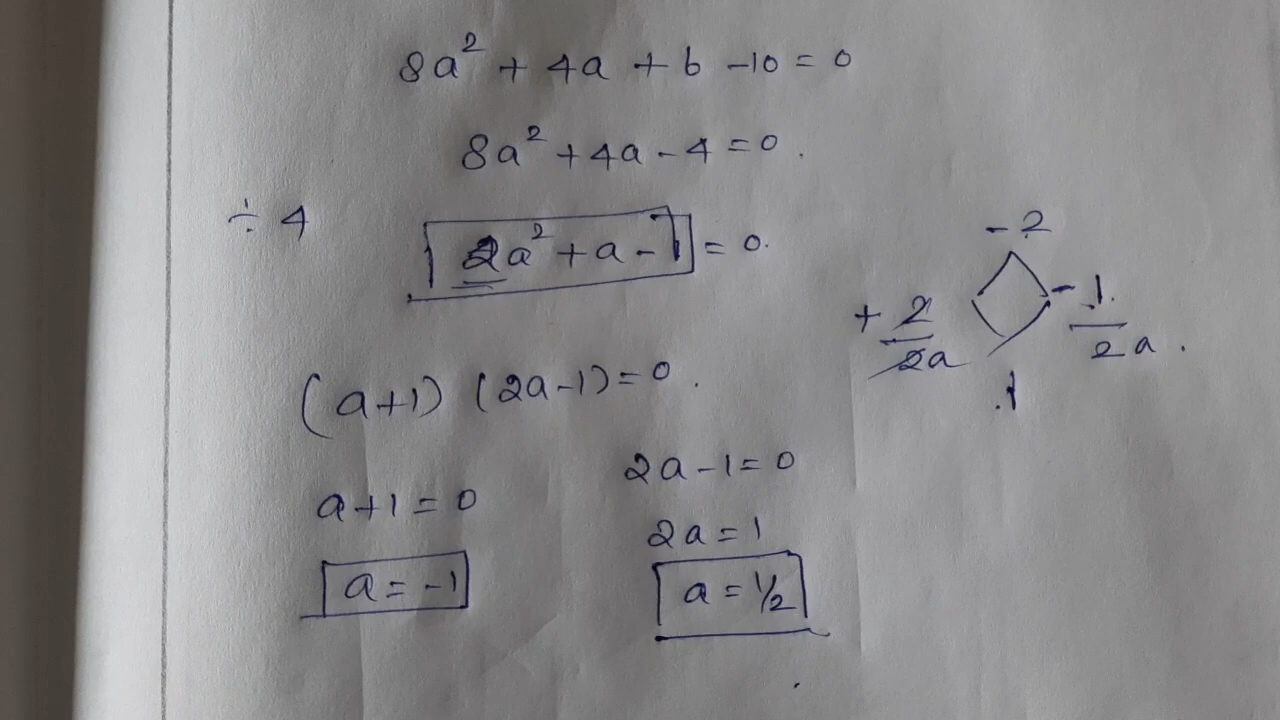 8a² + 4a + 6 - 10 = 0
8a² + 4a - 4 = 0.
÷ 4
2a² + a - 1 = 0.
- 2
+ 2/2a
- 1/2a.
1
(a+1) (2a-1) = 0.
a+1 = 0
2a-1 = 0
2a = 1
a = -1
a = 1/2